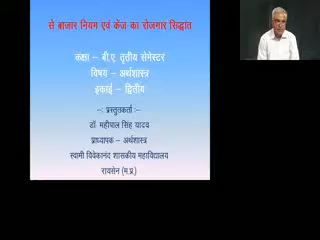 से बाजार नियम एवं केन्ज का रोजगार सिद्धांत
कक्षा – बी.ए. तृतीय सेमेस्टर
विषय – अर्थशास्त्र
इकाई – द्वितीय
-: प्रस्तुतकर्ता :-
डॉ. महीपाल सिंह यादव
प्राध्यापक – अर्थशास्त्र
स्वामी विवेकानंद शासकीय महाविद्यालय
रायसेन (म.प्र.)